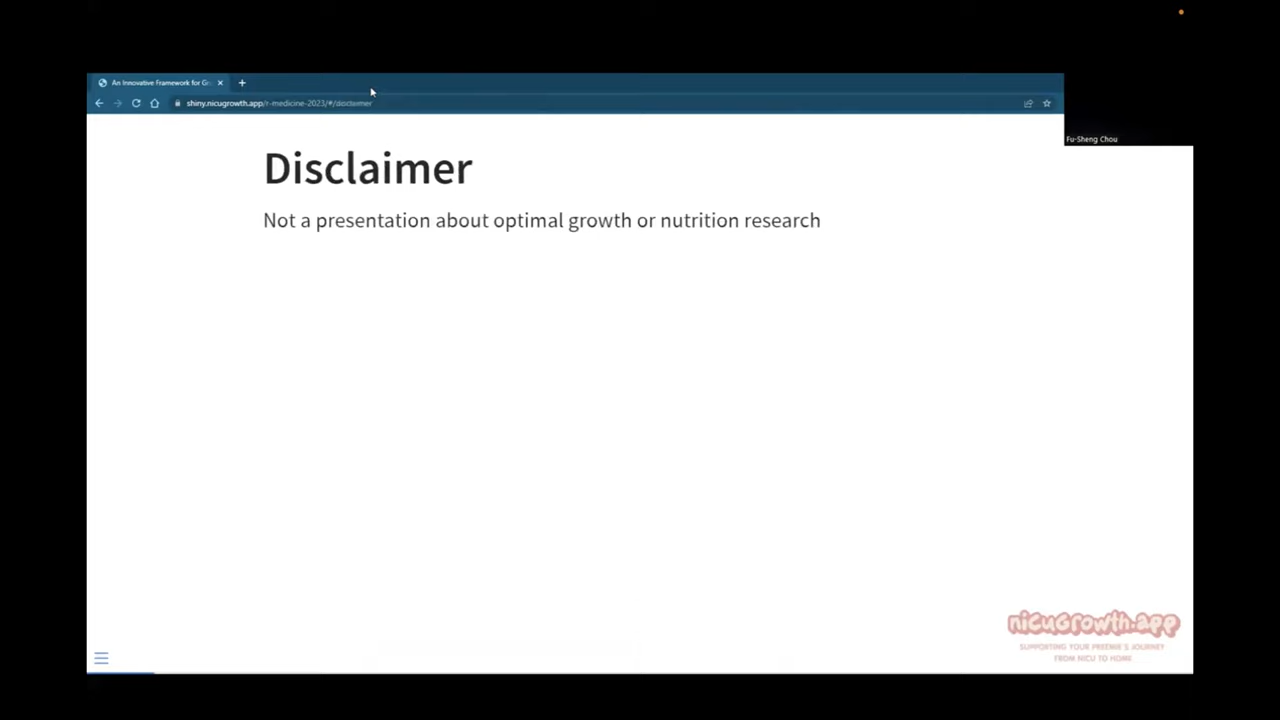 An Innovative Framework for Gr
shiny.nicugrowth.app/r-medicine-2023/#/disclaimer
Fu-Sheng Chou
Disclaimer
Not a presentation about optimal growth or nutrition research
nicuGrowth.app
SUPPORTING YOUR PREEMIE'S JOURNEY
FROM NICU TO HOME